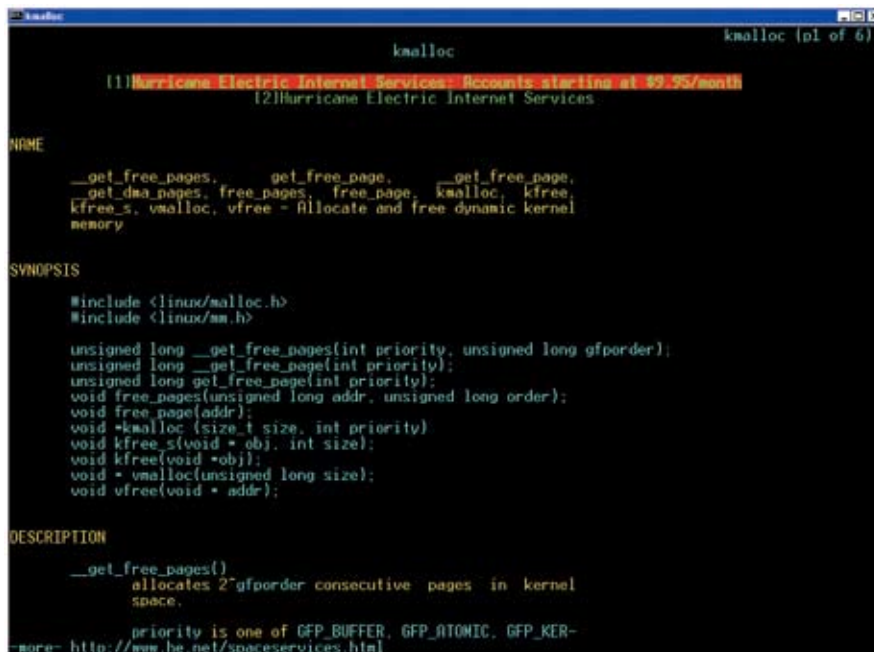 kmalloc
kmalloc (p1 of 6)
kmalloc
[1]Hurricane Electric Internet Services: Accounts starting at $9.95/month
[2]Hurricane Electric Internet Services
NAME
__get_free_pages, get_free_page, __get_free_page,
__get_dma_pages, free_pages, free_page, kmalloc, kfree,
kfree_s, vmalloc, vfree - Allocate and free dynamic kernel
memory
SYNOPSIS
#include <linux/malloc.h>
#include <linux/mm.h>
unsigned long __get_free_pages(int priority, unsigned long gfporder);
unsigned long __get_free_page(int priority);
unsigned long get_free_page(int priority);
void free_pages(unsigned long addr, unsigned long order);
void free_page(addr);
void *kmalloc (size_t size, int priority)
void kfree_s(void * obj, int size);
void kfree(void *obj);
void * vmalloc(unsigned long size);
void vfree(void * addr);
DESCRIPTION
__get_free_pages()
allocates 2^gfporder consecutive pages in kernel
space.
priority is one of GFP_BUFFER, GFP_ATOMIC, GFP_KER-
-more- http://www.he.net/spaceservices.html